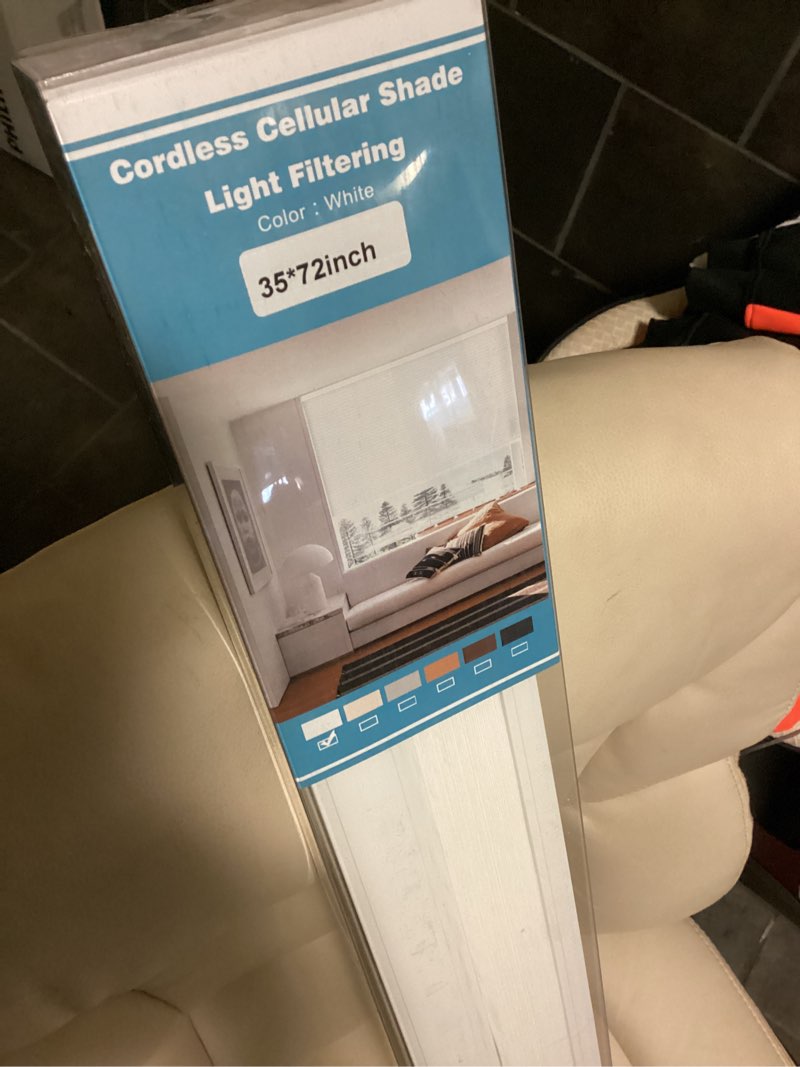 Cordless Cellular Shade
Light Filtering
Color : White
35*72inch